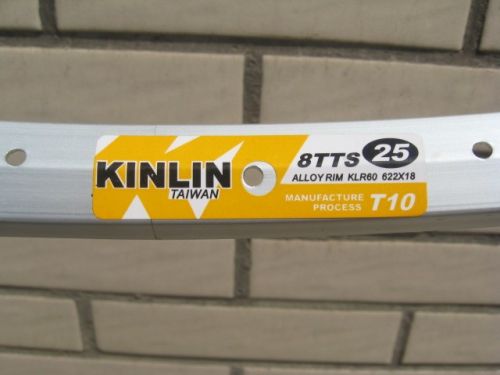 KINLIN
TAIWAN
8TTS 25
ALLOY RIM KLR60 622X18
MANUFACTURE
PROCESS T10